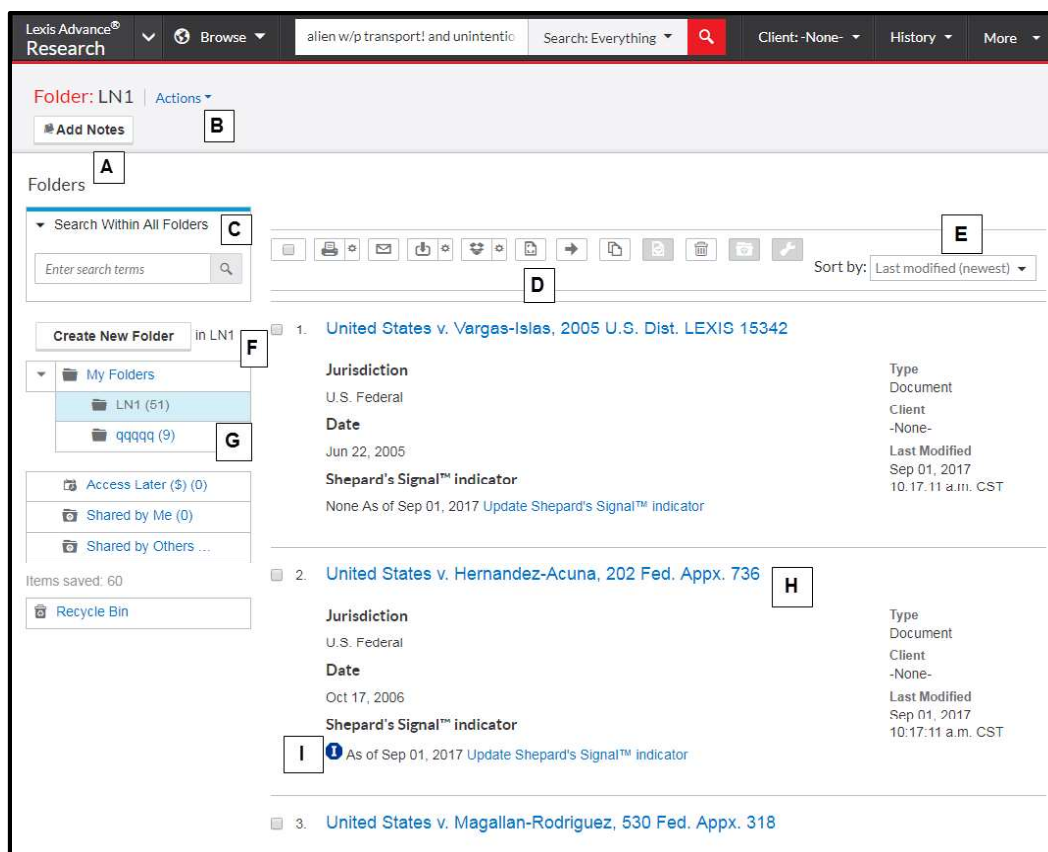 Lexis Advance®
Research
Browse
alien w/p transport! and unintentio
Search: Everything
Client: -None-
History
More
Folder: LN1
Actions
B
Add Notes
A
Folders
Search Within All Folders
C
Enter search terms
D
E
Sort by:
Last modified (newest)
Create New Folder
in LN1
F
My Folders
LN1 (51)
qqqqq (9)
G
Access Later ($) (0)
Shared by Me (0)
Shared by Others ...
Items saved: 60
Recycle Bin
1. United States v. Vargas-Islas, 2005 U.S. Dist. LEXIS 15342
Jurisdiction
U.S. Federal
Date
Jun 22, 2005
Shepard's Signal™ indicator
None As of Sep 01, 2017 Update Shepard's Signal™ indicator
Type
Document
Client
-None-
Last Modified
Sep 01, 2017
10:17:11 a.m. CST
2. United States v. Hernandez-Acuna, 202 Fed. Appx. 736
H
Jurisdiction
U.S. Federal
Date
Oct 17, 2006
Shepard's Signal™ indicator
I
I As of Sep 01, 2017 Update Shepard's Signal™ indicator
Type
Document
Client
-None-
Last Modified
Sep 01, 2017
10:17:11 a.m. CST
3. United States v. Magallan-Rodriguez, 530 Fed. Appx. 318